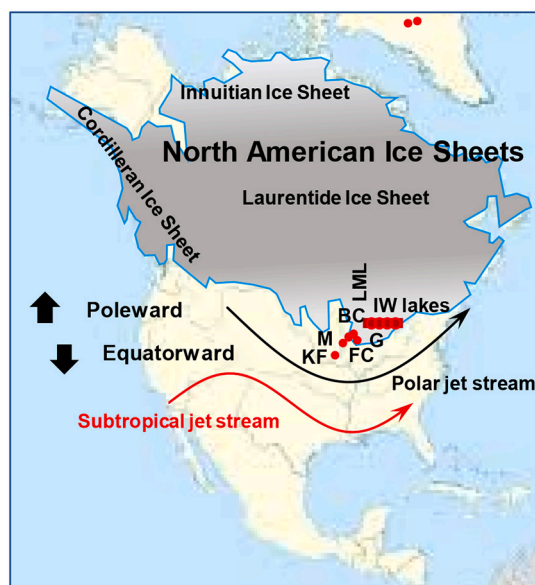 Innuitian Ice Sheet
Cordilleran Ice Sheet
North American Ice Sheets
Laurentide Ice Sheet
LML
IW lakes
BC
Poleward
M
G
Equatorward
KF
FC
Polar jet stream
Subtropical jet stream